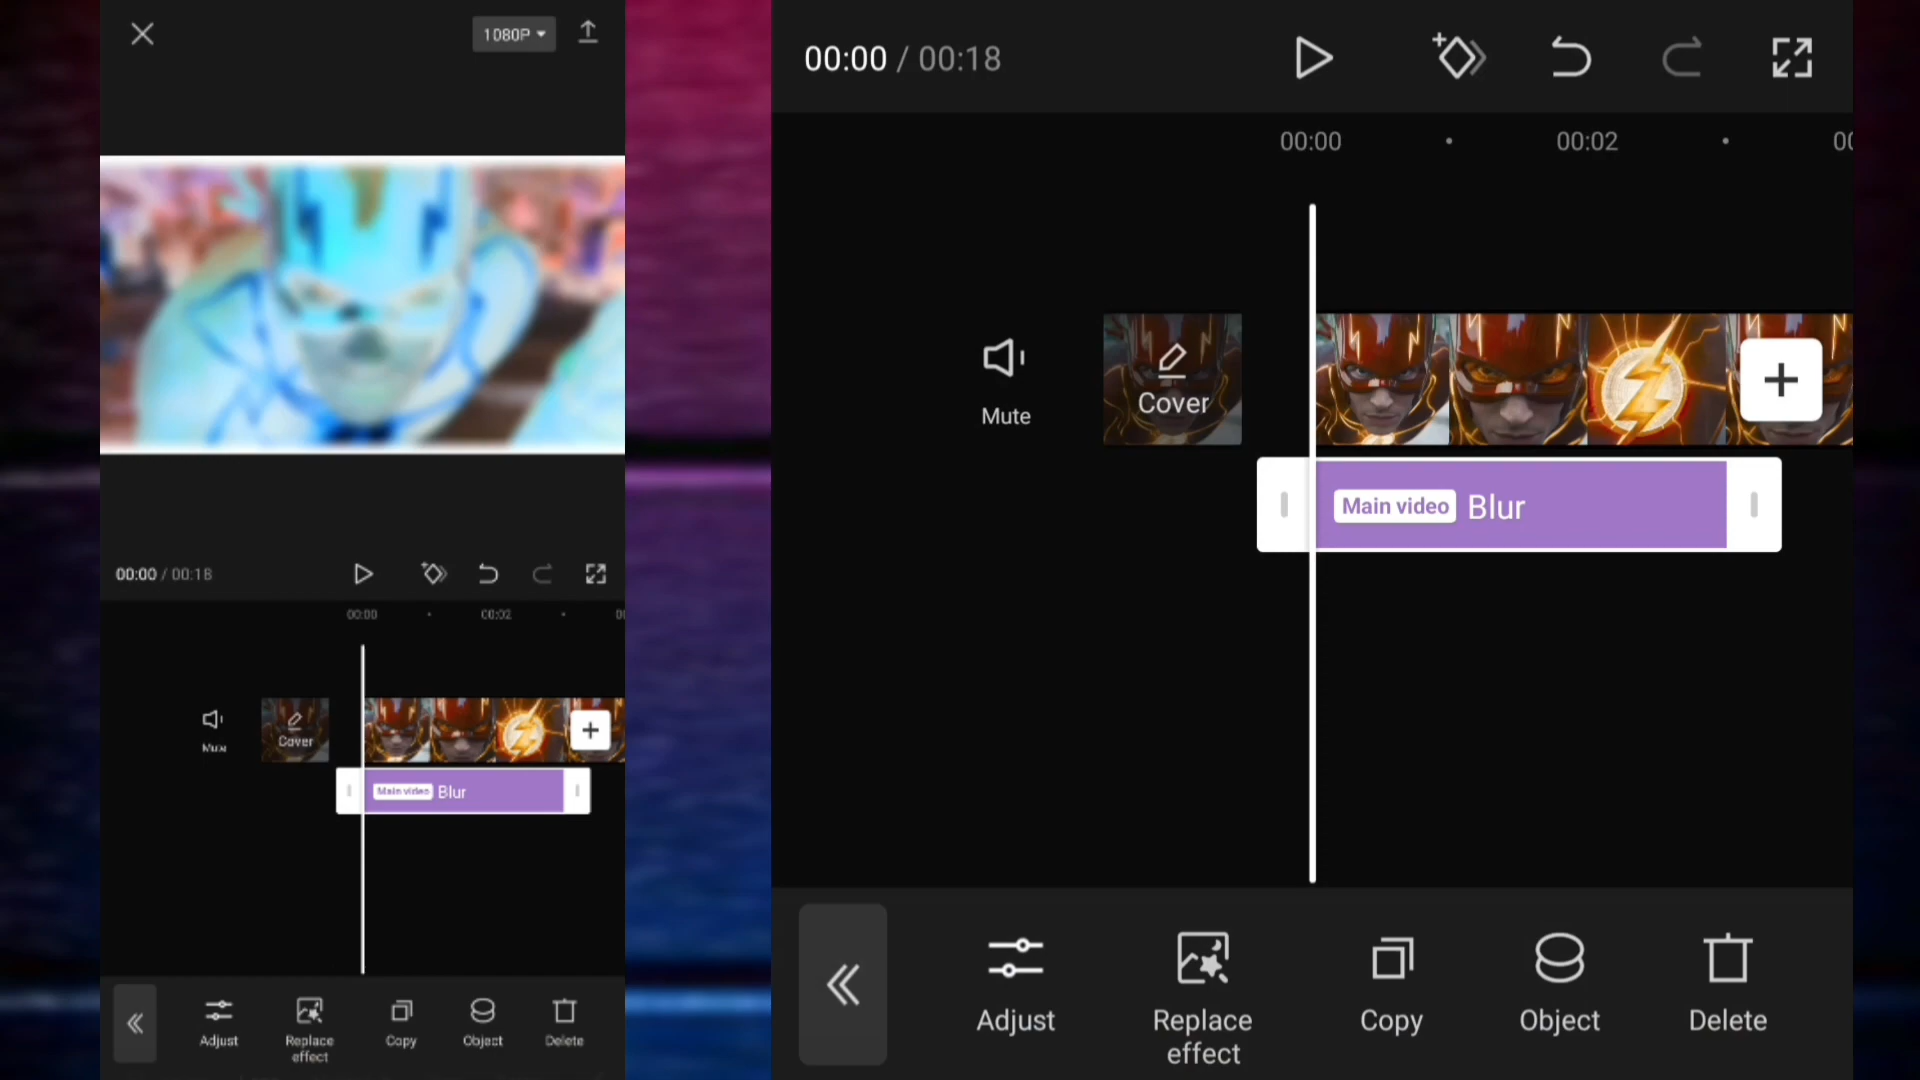 1080P
00:00 / 00:18
00:00
00:02
Mute
Cover
Main video Blur
Adjust
Replace
effect
Copy
Object
Delete
00:00 / 00:18
00:00
00:02
00
Mute
Cover
Main video Blur
Adjust
Replace
effect
Copy
Object
Delete